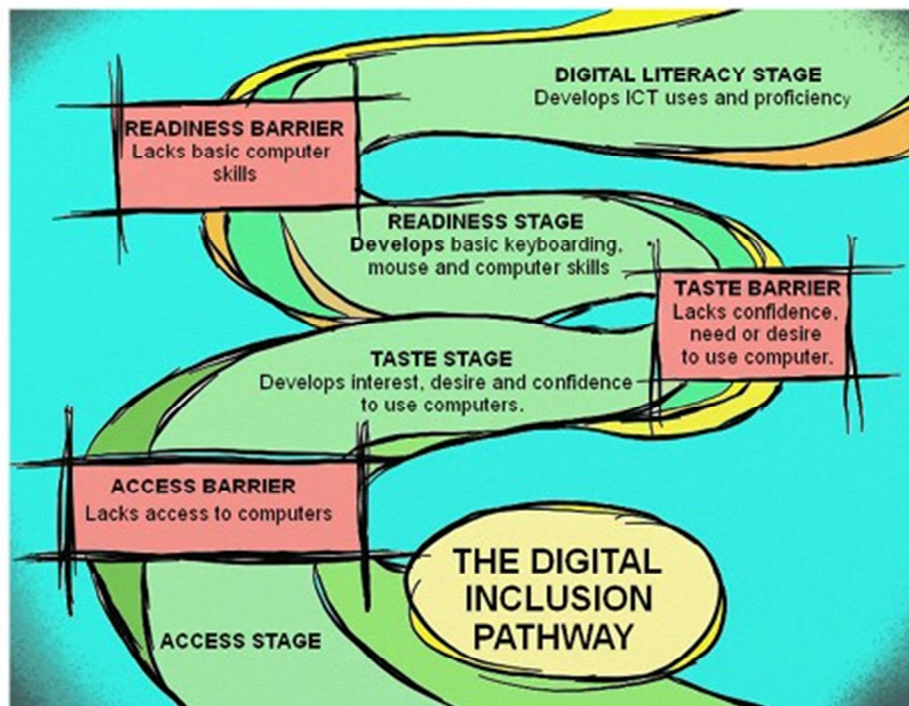 DIGITAL LITERACY STAGE
Develops ICT uses and proficiency
READINESS BARRIER
Lacks basic computer
skills
READINESS STAGE
Develops basic keyboarding,
mouse and computer skills
TASTE BARRIER
Lacks confidence,
need or desire
to use computer.
TASTE STAGE
Develops interest, desire and confidence
to use computers.
ACCESS BARRIER
Lacks access to computers
THE DIGITAL
INCLUSION
PATHWAY
ACCESS STAGE